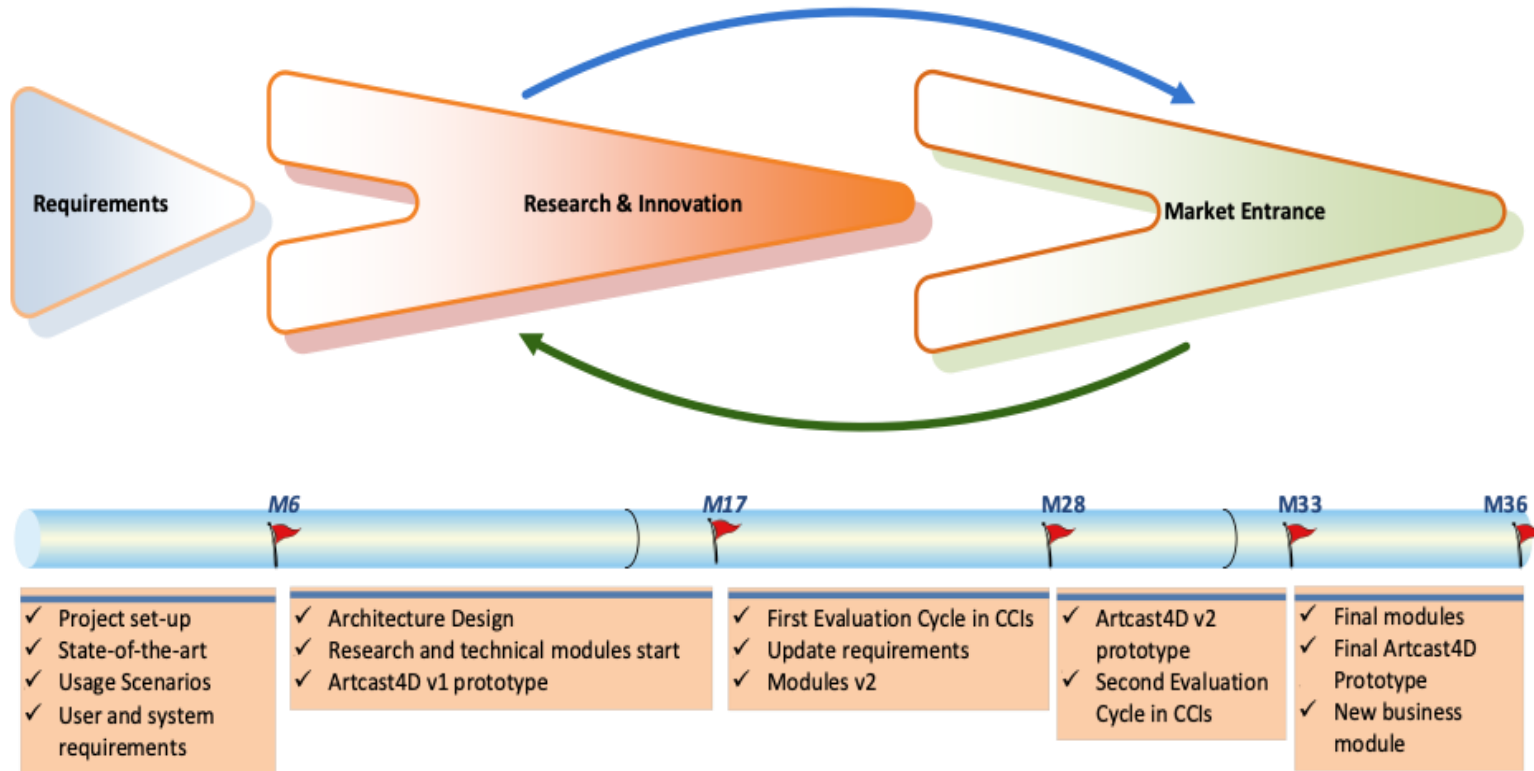 Requirements
Research & Innovation
Market Entrance
M6
M17
M28
M33
M36
✓ Project set-up
✓ State-of-the-art
✓ Usage Scenarios
✓ User and system
requirements
✓ Architecture Design
✓ Research and technical modules start
✓ Artcast4D v1 prototype
✓ First Evaluation Cycle in CCIs
✓ Update requirements
✓ Modules v2
✓ Artcast4D v2
prototype
✓ Second Evaluation
Cycle in CCIs
✓ Final modules
✓ Final Artcast4D
Prototype
✓ New business
module